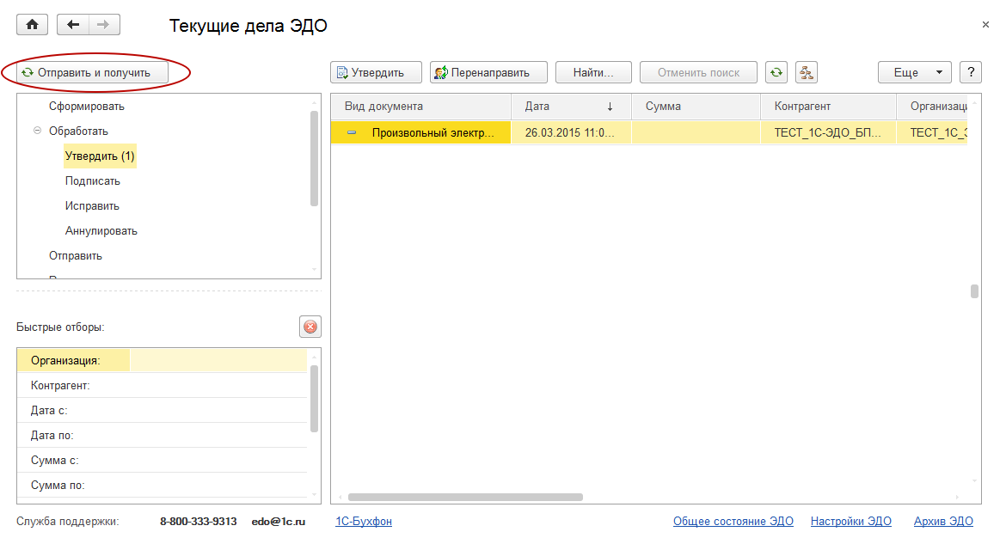 Текущие дела ЭДО
×
Отправить и получить
Утвердить
Перенаправить
Найти...
Отменить поиск
Еще
?
Сформировать
Обработать
Утвердить (1)
Подписать
Исправить
Аннулировать
Отправить
Вид документа
Дата
Сумма
Контрагент
Организаци
Произвольный электр...
26.03.2015 11:0...
ТЕСТ_1С-ЭДО_БП...
ТЕСТ_1С_Э
Быстрые отборы:
Организация:
Контрагент:
Дата с:
Дата по:
Сумма с:
Сумма по:
Служба поддержки:
8-800-333-9313
edo@1c.ru
1С-Бухфон
Общее состояние ЭДО
Настройки ЭДО
Архив ЭДО